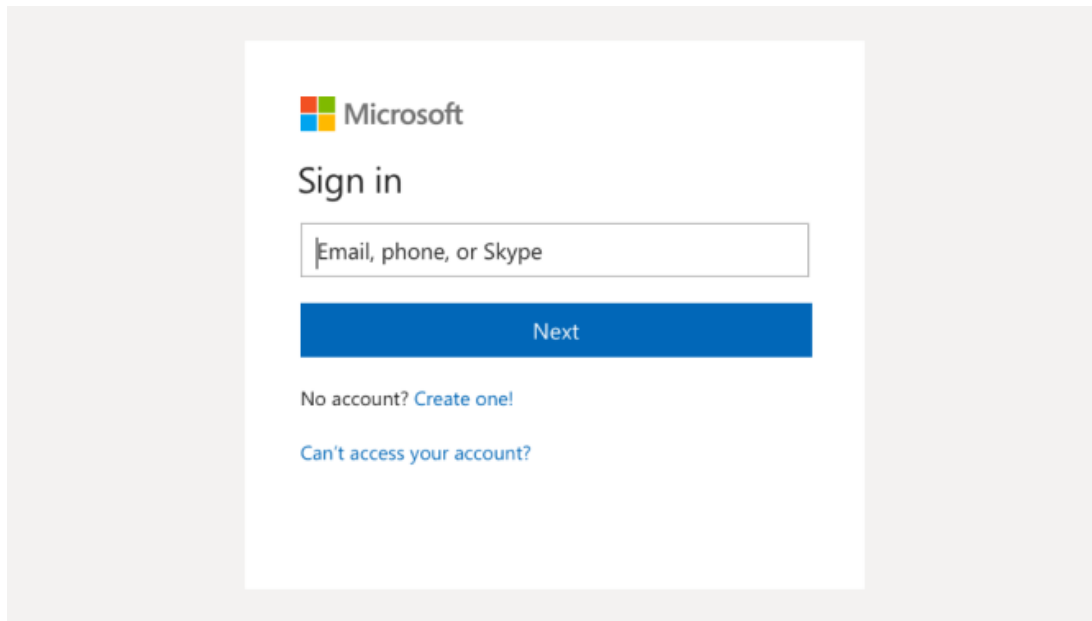 Microsoft
Sign in
Email, phone, or Skype
Next
No account? Create one!
Can't access your account?